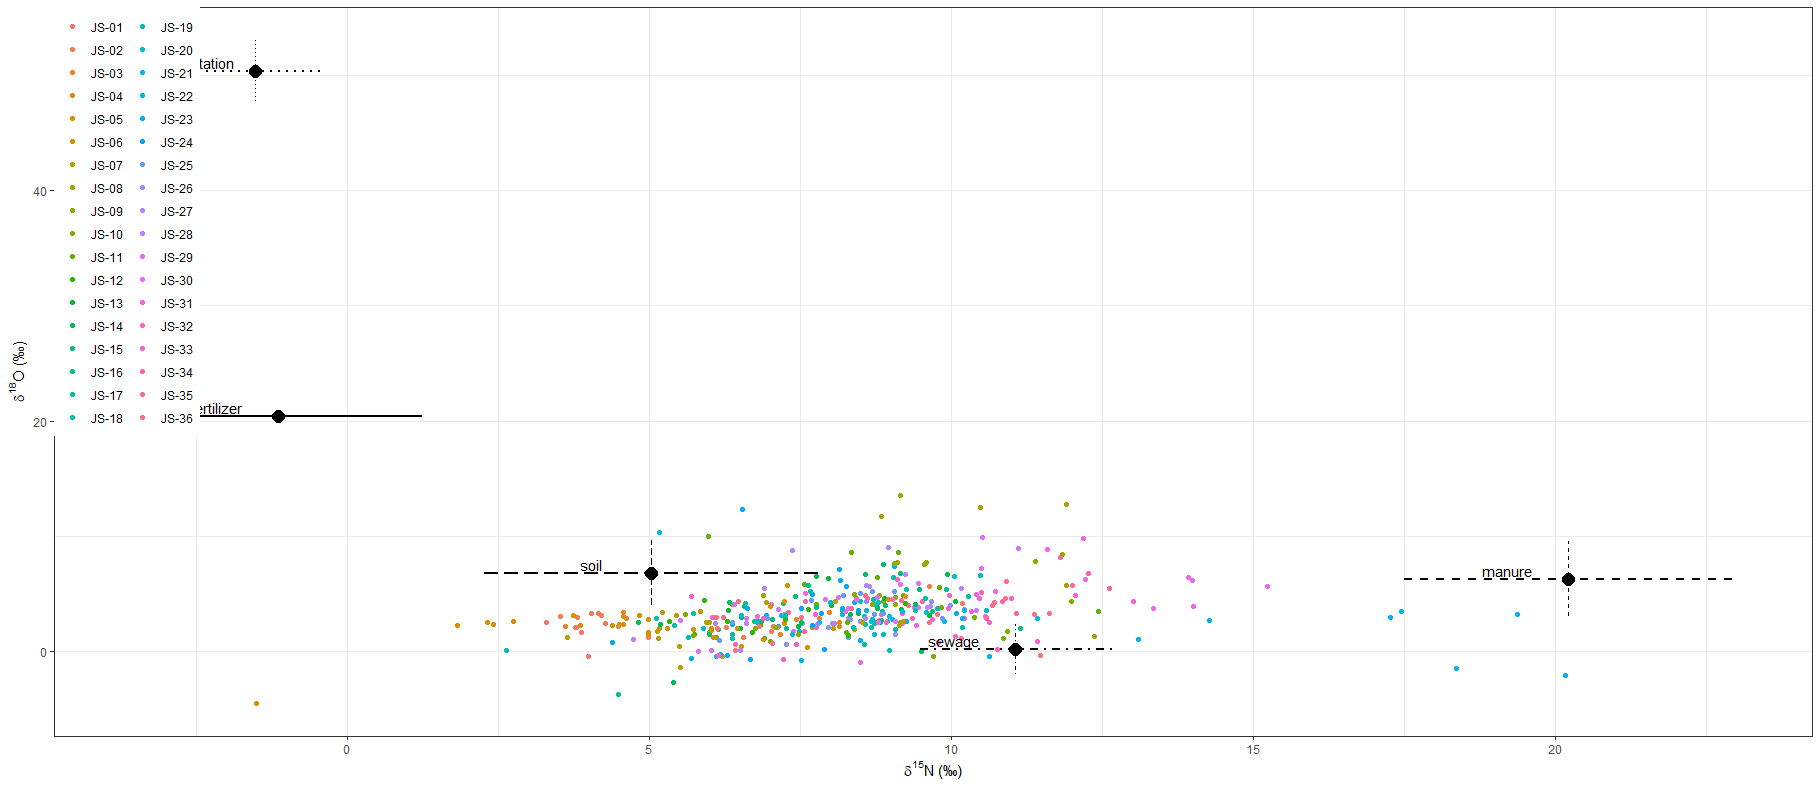 JS-01 JS-19
JS-02 JS-20
JS-03 JS-21
JS-04 JS-22
JS-05 JS-23
JS-06 JS-24
JS-07 JS-25
JS-08 JS-26
JS-09 JS-27
JS-10 JS-28
JS-11 JS-29
JS-12 JS-30
JS-13 JS-31
JS-14 JS-32
JS-15 JS-33
JS-16 JS-34
JS-17 JS-35
JS-18 JS-36
tation
ertilizer
soil
sewage
manure
40
20
0
δ¹⁸O (‰)
0 5 10 15 20
δ¹⁵N (‰)